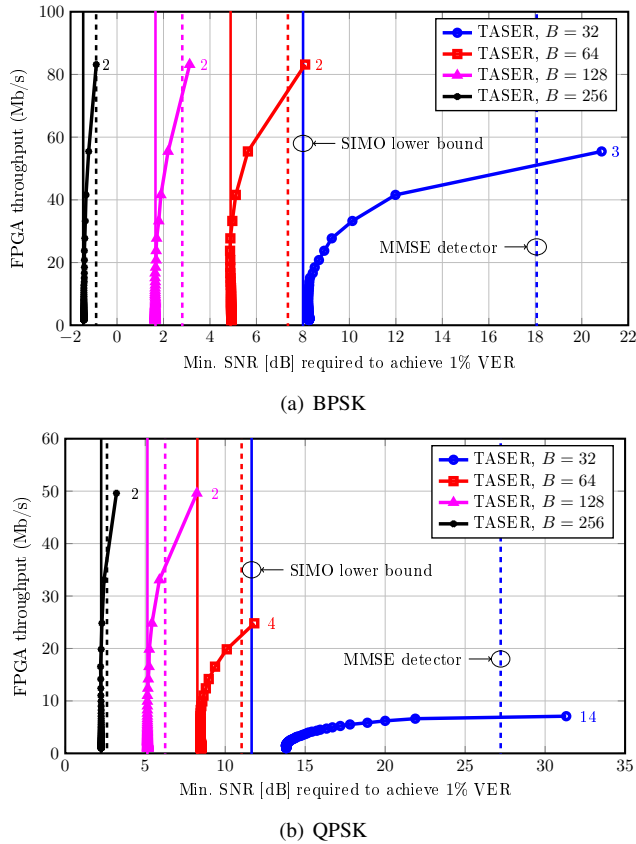 100
80
60
40
20
0
FPGA throughput (Mb/s)
−2
0
2
4
6
8
10
12
14
16
18
20
22
Min. SNR [dB] required to achieve 1% VER
TASER, B = 32
TASER, B = 64
TASER, B = 128
TASER, B = 256
2
2
2
3
SIMO lower bound
MMSE detector
(a) BPSK
60
50
40
30
20
10
0
FPGA throughput (Mb/s)
0
5
10
15
20
25
30
35
Min. SNR [dB] required to achieve 1% VER
TASER, B = 32
TASER, B = 64
TASER, B = 128
TASER, B = 256
2
2
4
14
SIMO lower bound
MMSE detector
(b) QPSK